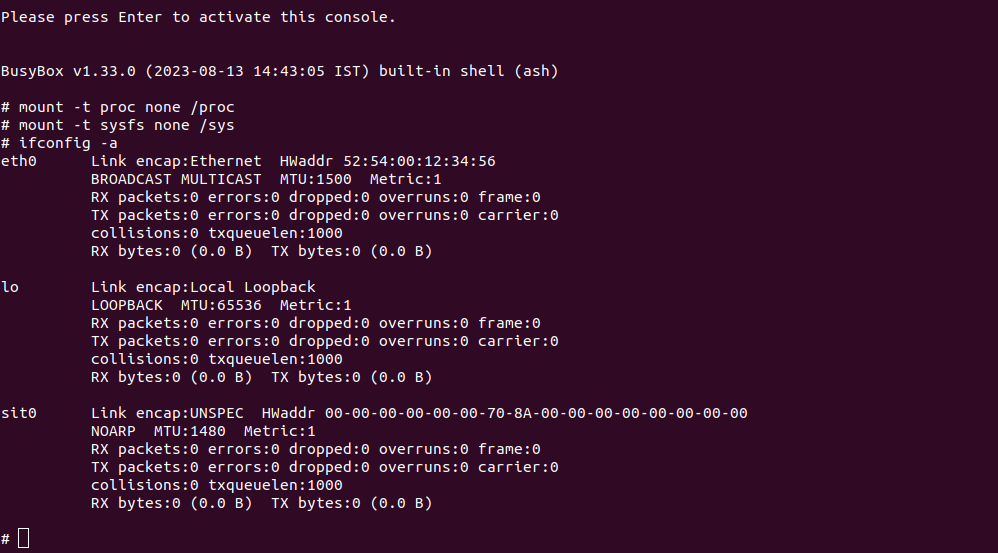 Please press Enter to activate this console.
BusyBox v1.33.0 (2023-08-13 14:43:05 IST) built-in shell (ash)
# mount -t proc none /proc
# mount -t sysfs none /sys
# ifconfig -a
eth0      Link encap:Ethernet  HWaddr 52:54:00:12:34:56
          BROADCAST MULTICAST  MTU:1500  Metric:1
          RX packets:0 errors:0 dropped:0 overruns:0 frame:0
          TX packets:0 errors:0 dropped:0 overruns:0 carrier:0
          collisions:0 txqueuelen:1000
          RX bytes:0 (0.0 B)  TX bytes:0 (0.0 B)
lo        Link encap:Local Loopback
          LOOPBACK  MTU:65536  Metric:1
          RX packets:0 errors:0 dropped:0 overruns:0 frame:0
          TX packets:0 errors:0 dropped:0 overruns:0 carrier:0
          collisions:0 txqueuelen:1000
          RX bytes:0 (0.0 B)  TX bytes:0 (0.0 B)
sit0      Link encap:UNSPEC  HWaddr 00-00-00-00-00-00-70-8A-00-00-00-00-00-00-00-00
          NOARP  MTU:1480  Metric:1
          RX packets:0 errors:0 dropped:0 overruns:0 frame:0
          TX packets:0 errors:0 dropped:0 overruns:0 carrier:0
          collisions:0 txqueuelen:1000
          RX bytes:0 (0.0 B)  TX bytes:0 (0.0 B)
#